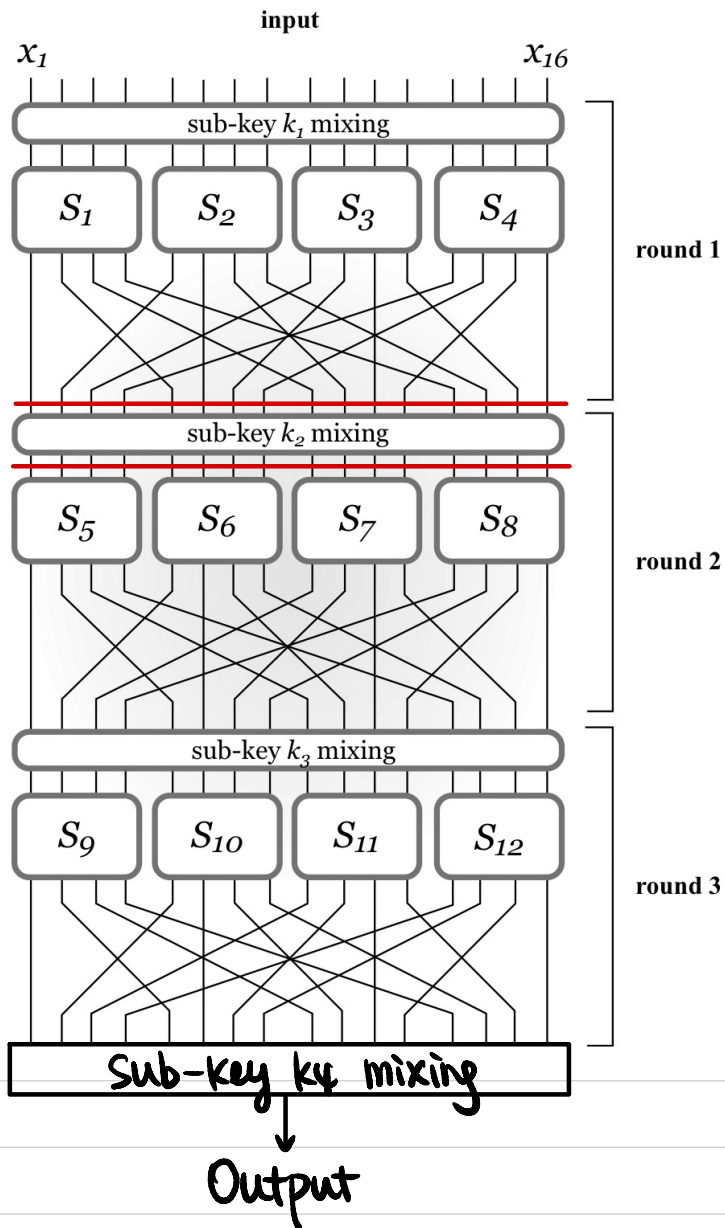 input
x1 x16
sub-key k1 mixing
S1 S2 S3 S4
round 1
sub-key k2 mixing
S5 S6 S7 S8
round 2
sub-key k3 mixing
S9 S10 S11 S12
round 3
Sub-key k4 mixing
Output